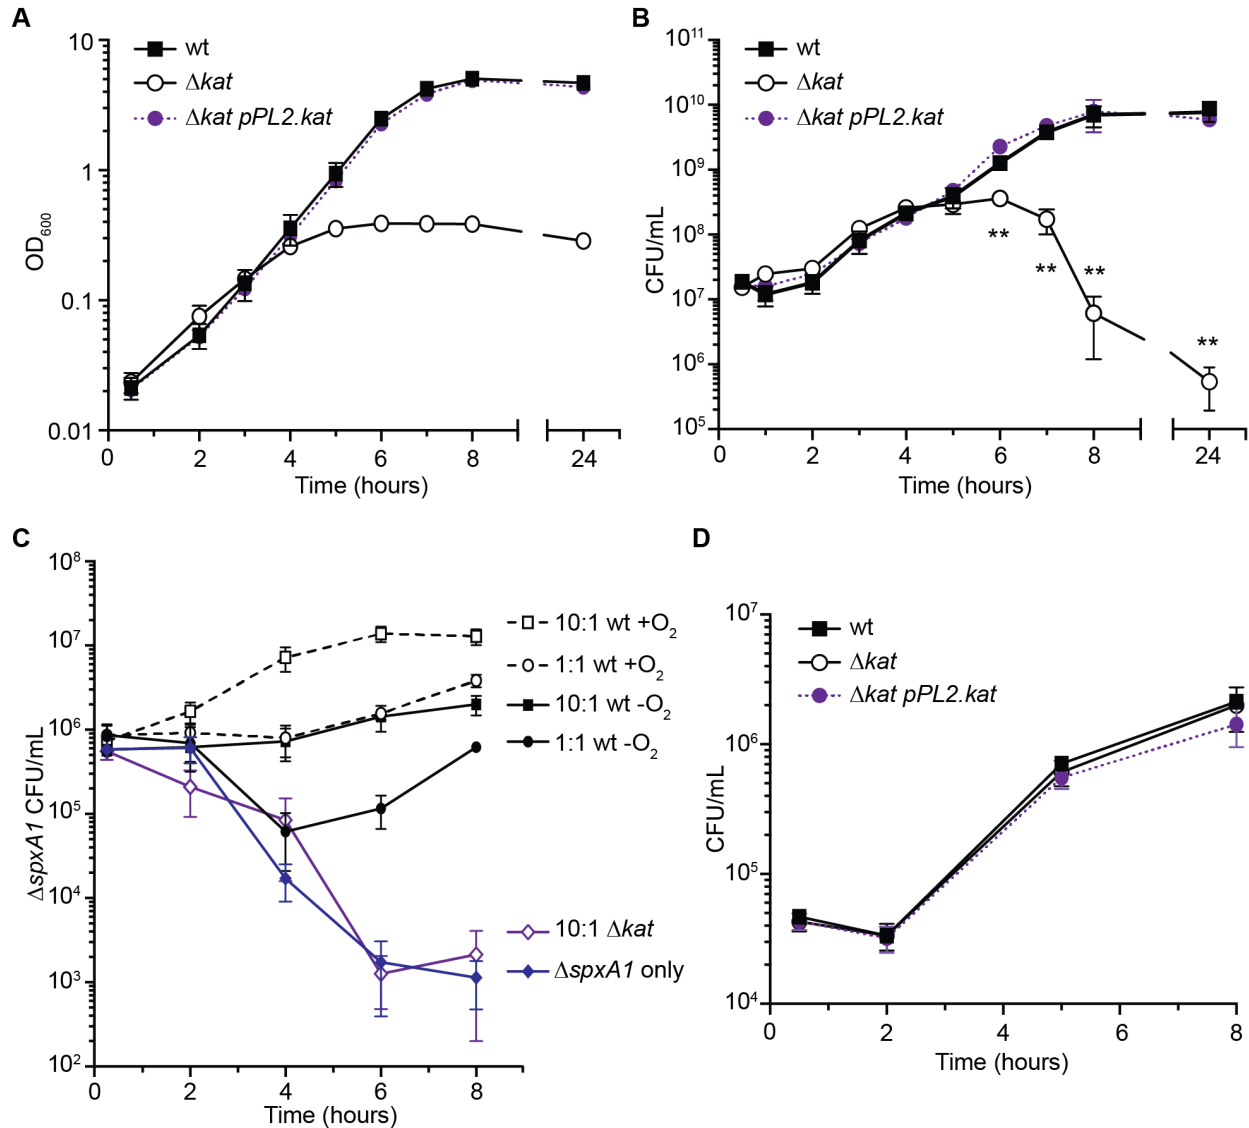 A
10
1
0.1
0.01
OD600
wt
Δkat
Δkat pPL2.kat
0 2 4 6 8 24
Time (hours)
B
10^11
10^10
10^9
10^8
10^7
10^6
10^5
CFU/mL
wt
Δkat
Δkat pPL2.kat
**
**
**
**
0 2 4 6 8 24
Time (hours)
C
10^8
10^7
10^6
10^5
10^4
10^3
10^2
ΔspxA1 CFU/mL
10:1 wt +O2
1:1 wt +O2
10:1 wt -O2
1:1 wt -O2
10:1 Δkat
ΔspxA1 only
0 2 4 6 8
Time (hours)
D
10^7
10^6
10^5
10^4
CFU/mL
wt
Δkat
Δkat pPL2.kat
0 2 4 6 8
Time (hours)